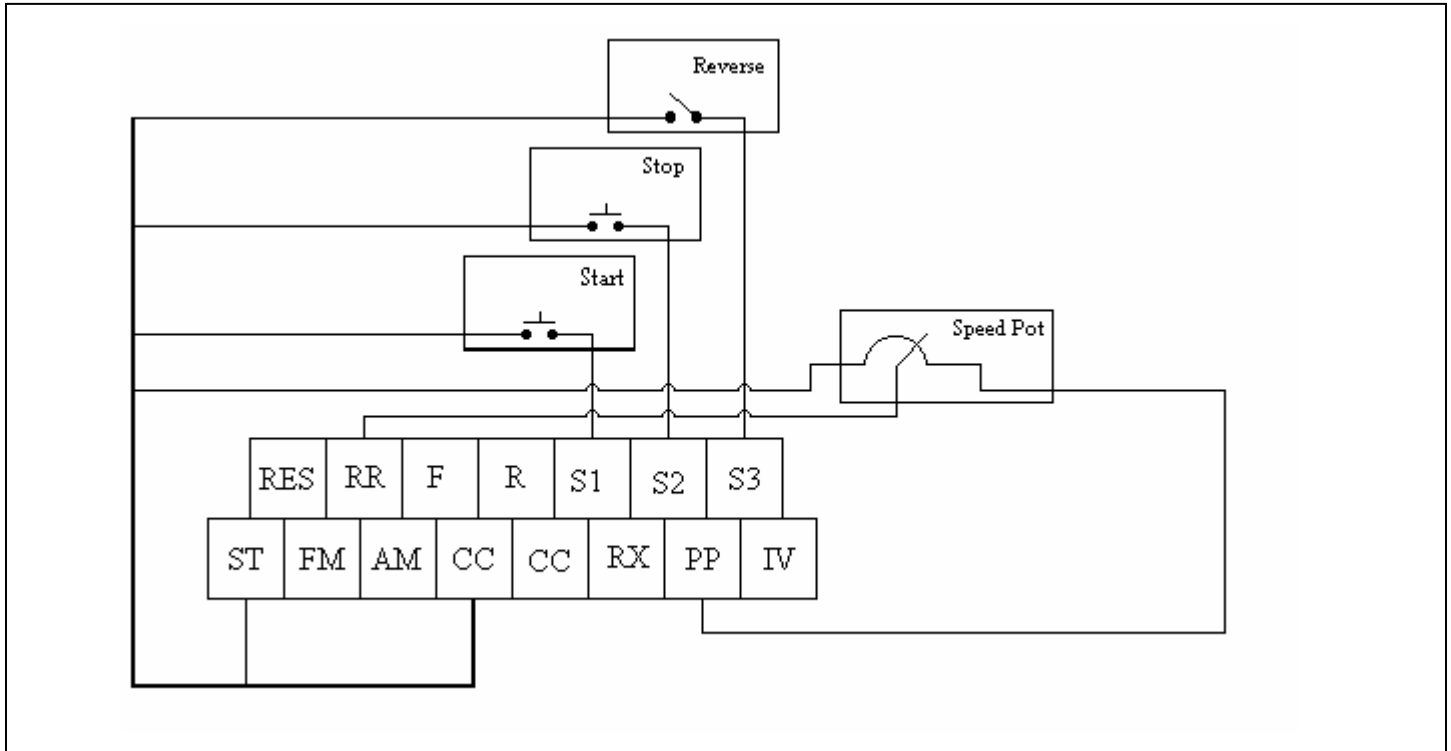 Reverse
Stop
Start
Speed Pot
RES RR F R S1 S2 S3
ST FM AM CC CC RX PP IV